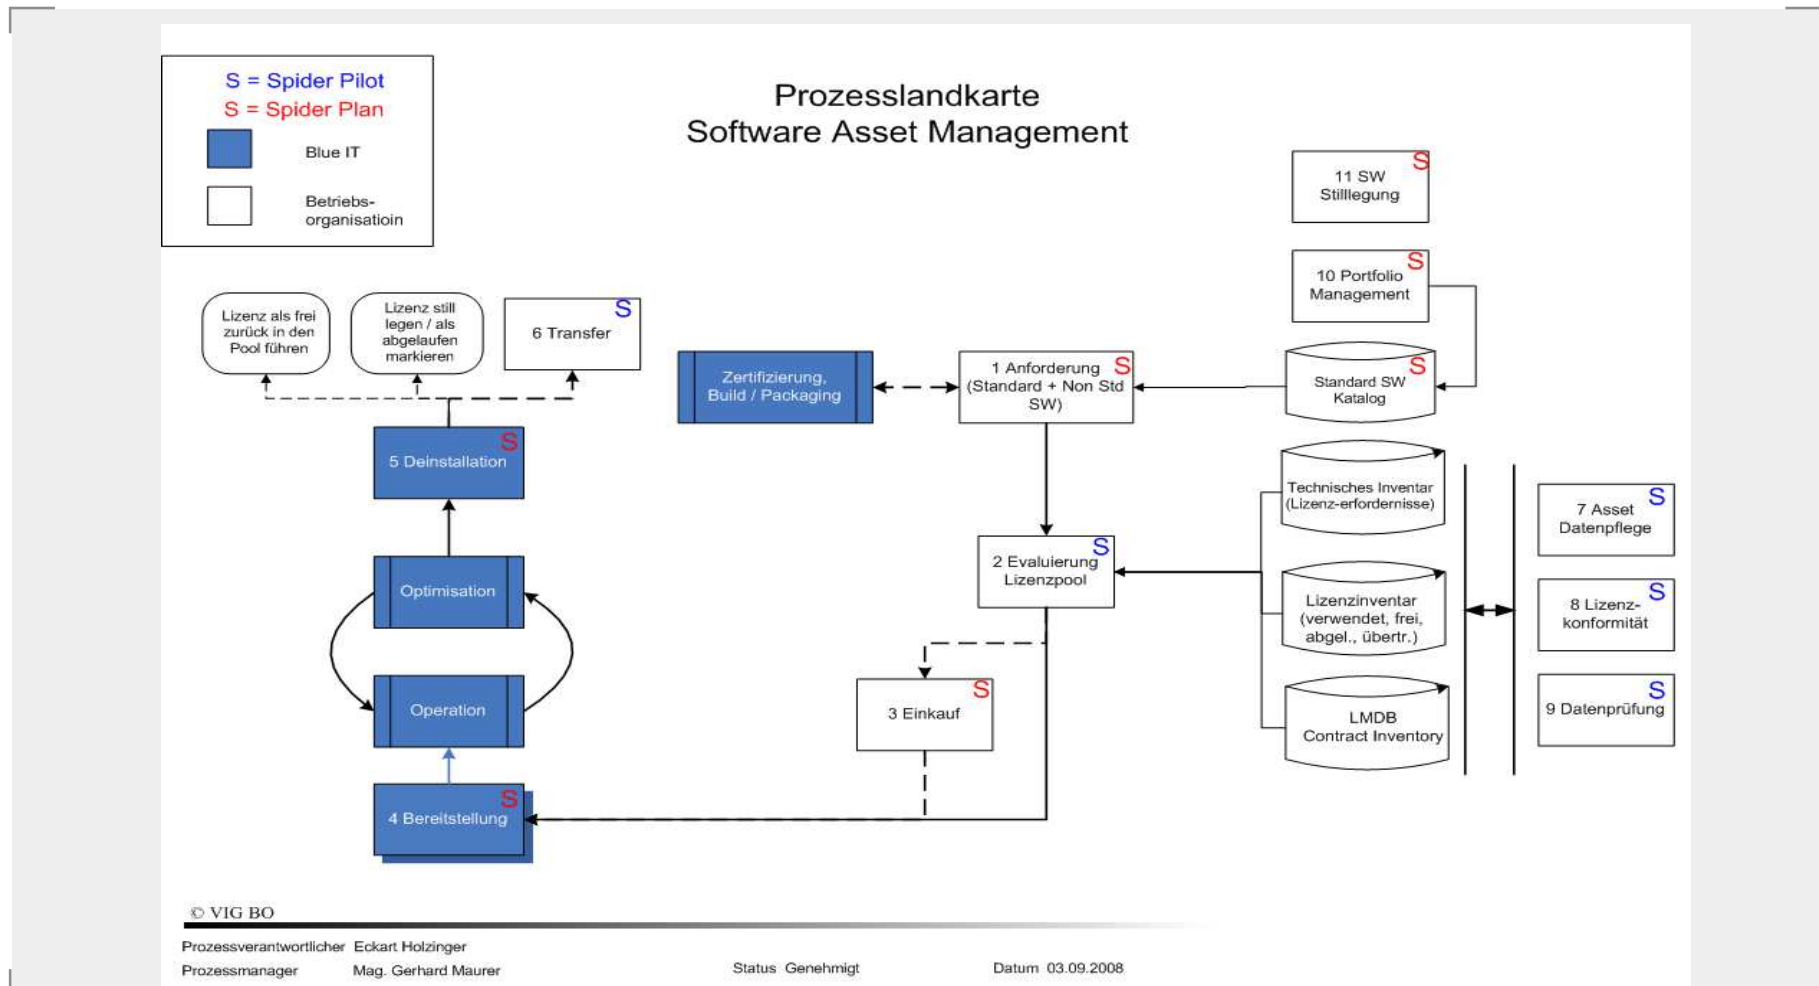 S = Spider Pilot
S = Spider Plan
Blue IT
Betriebs-
organisatioin
Prozesslandkarte
Software Asset Management
S
11 SW
Stilllegung
S
10 Portfolio
Management
Lizenz als frei
zurück in den
Pool führen
Lizenz still
legen / als
abgelaufen
markieren
S
6 Transfer
Zertifizierung,
Build / Packaging
S
1 Anforderung
(Standard + Non Std
SW)
S
Standard SW
Katalog
S
5 Deinstallation
Technisches Inventar
(Lizenz-erfordernisse)
S
7 Asset
Datenpflege
Optimisation
S
2 Evaluierung
Lizenzpool
Lizenzinventar
(verwendet, frei,
abgel., übertr.)
S
8 Lizenz-
konformität
Operation
S
3 Einkauf
LMDB
Contract Inventory
S
9 Datenprüfung
S
4 Bereitstellung
© VIG BO
Prozessverantwortlicher Eckart Holzinger
Prozessmanager Mag. Gerhard Maurer Status Genehmigt Datum 03.09.2008